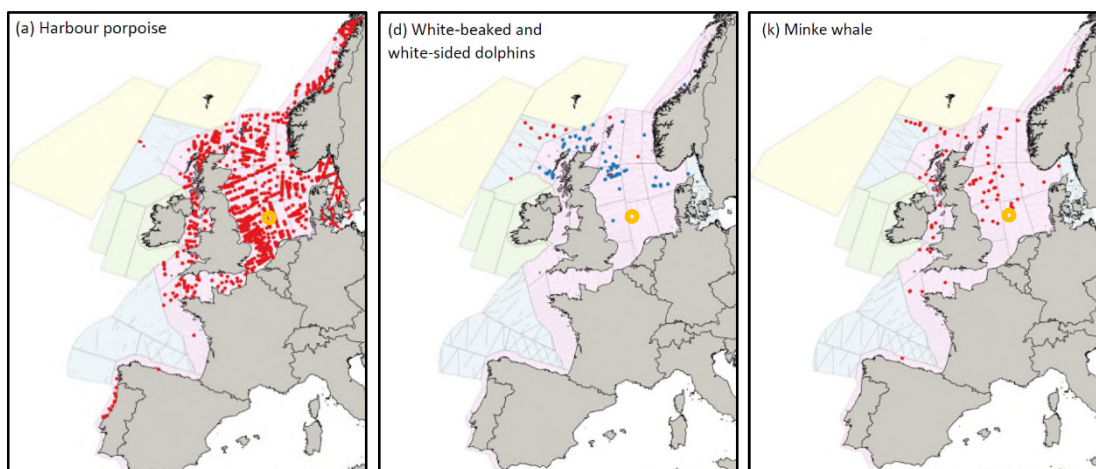 (a) Harbour porpoise
(d) White-beaked and
white-sided dolphins
(k) Minke whale